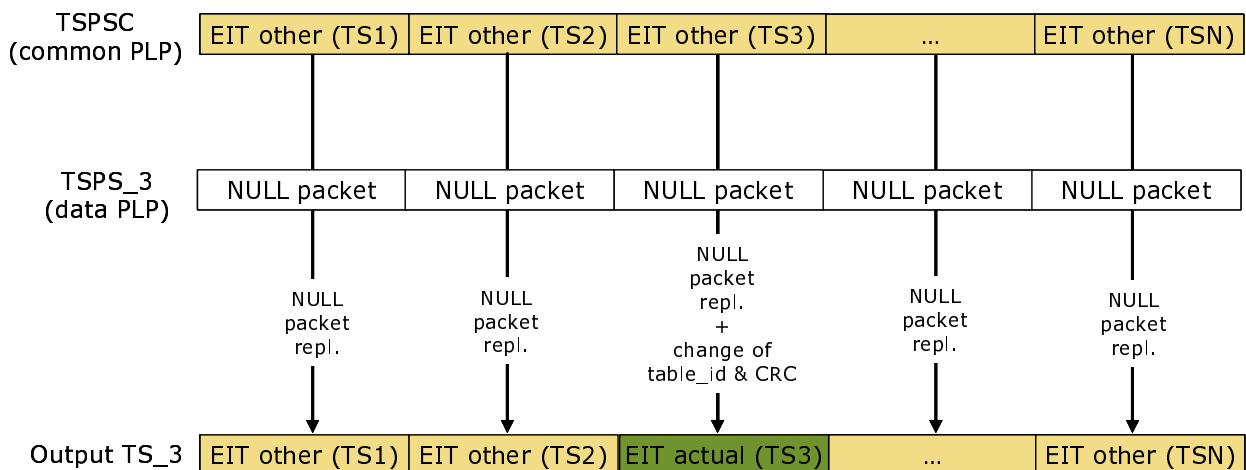 TSPSC
(common PLP)
EIT other (TS1)
EIT other (TS2)
EIT other (TS3)
...
EIT other (TSN)
TSPS_3
(data PLP)
NULL packet
NULL packet
NULL packet
NULL packet
NULL packet
NULL
packet
repl.
NULL
packet
repl.
NULL
packet
repl.
+
change of
table_id & CRC
NULL
packet
repl.
NULL
packet
repl.
Output TS_3
EIT other (TS1)
EIT other (TS2)
EIT actual (TS3)
...
EIT other (TSN)